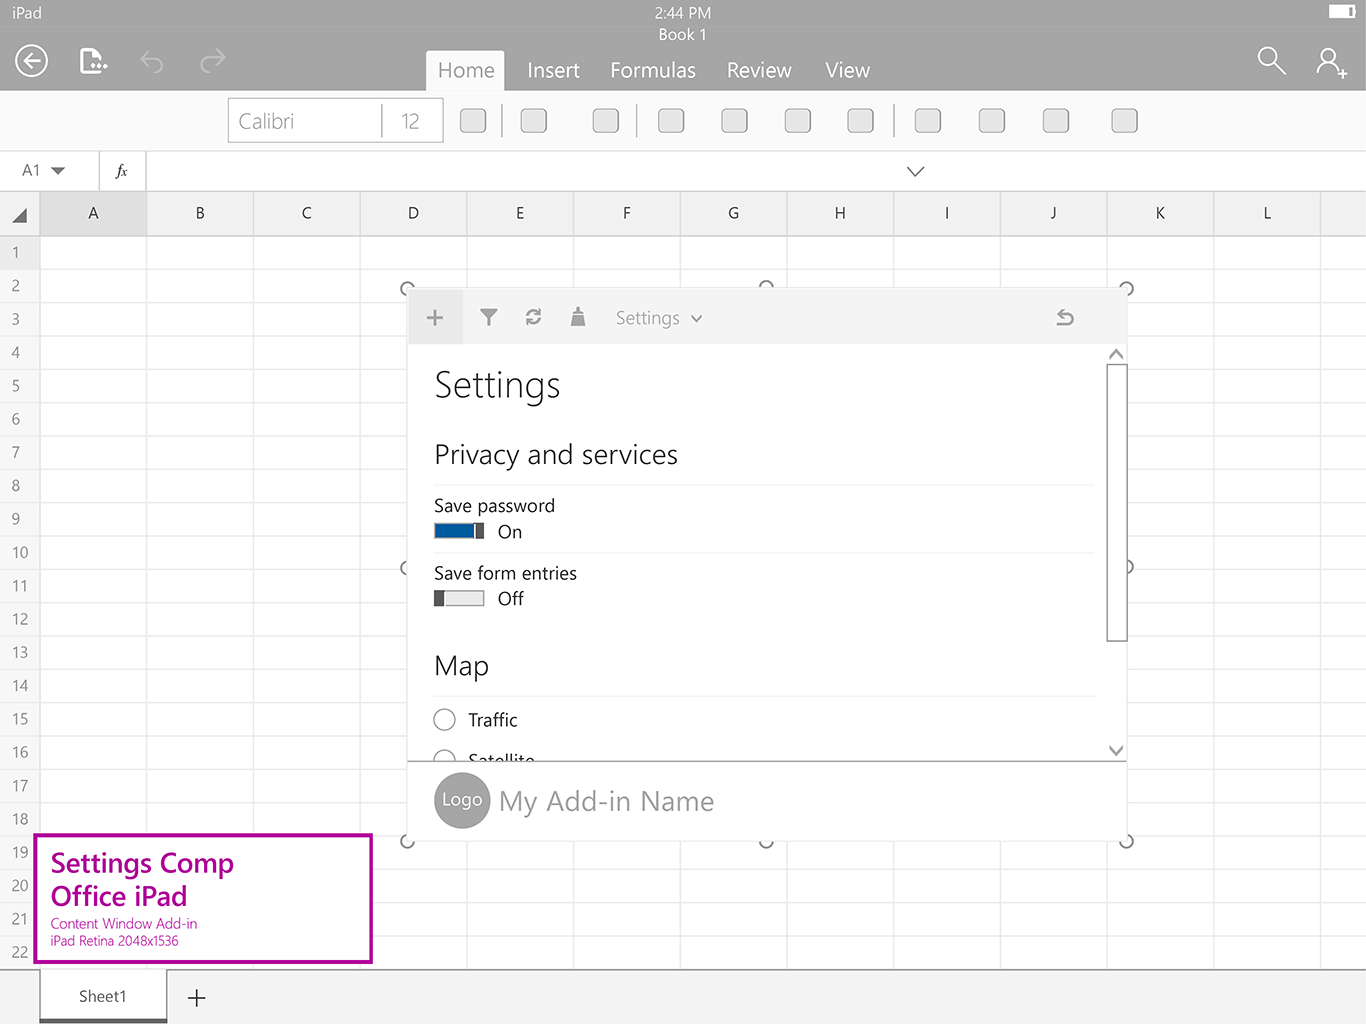 iPad
2:44 PM
Book 1
Home Insert Formulas Review View
Calibri 12
A1 fx
A B C D E F G H I J K L
1
2
3
4
5
6
7
8
9
10
11
12
13
14
15
16
17
18
19
20
21
22
Settings
Settings
Privacy and services
Save password
On
Save form entries
Off
Map
Traffic
Satellite
Logo My Add-in Name
Settings Comp
Office iPad
Content Window Add-in
iPad Retina 2048x1536
Sheet1